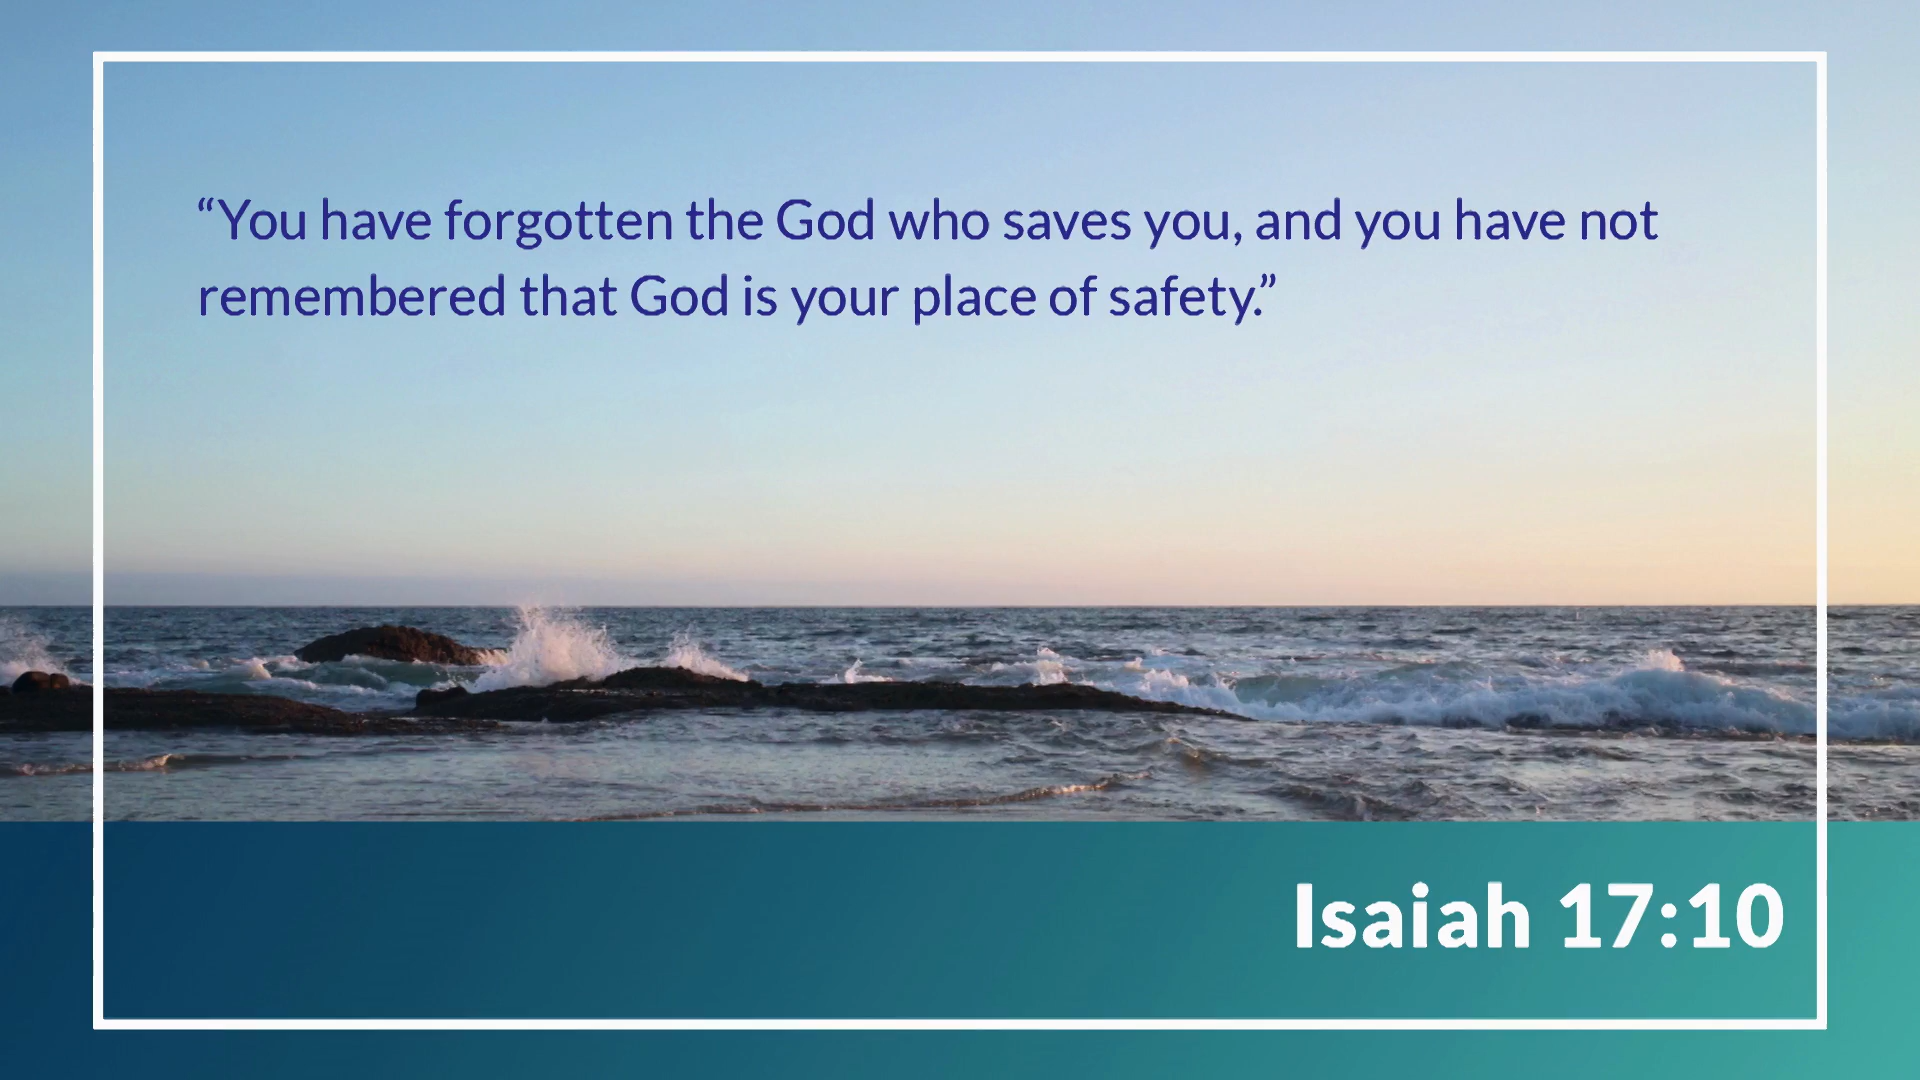 “You have forgotten the God who saves you, and you have not
remembered that God is your place of safety.”
Isaiah 17:10